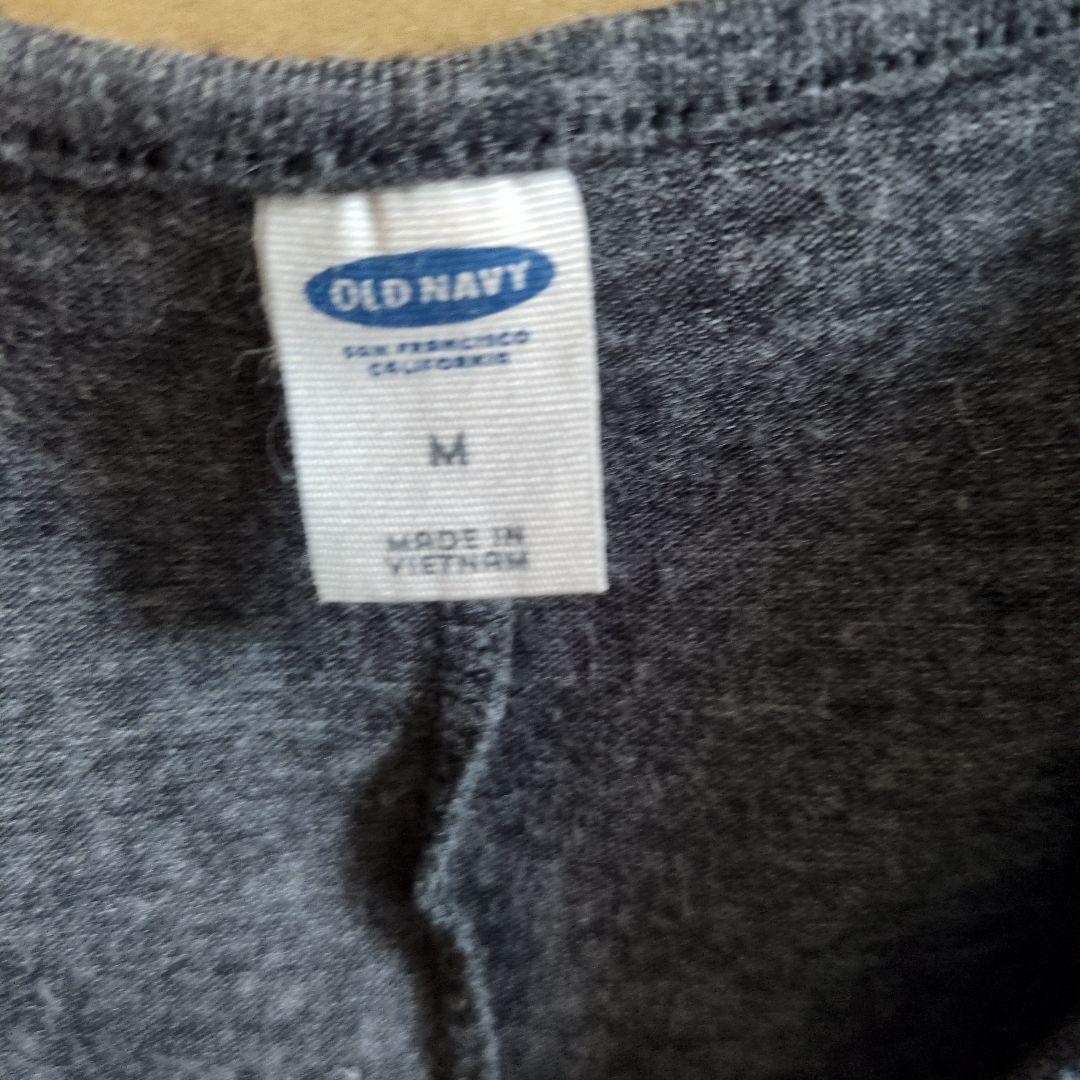 OLD NAVY
SAN FRANCISCO
CALIFORNIA
M
MADE IN
VIETNAM